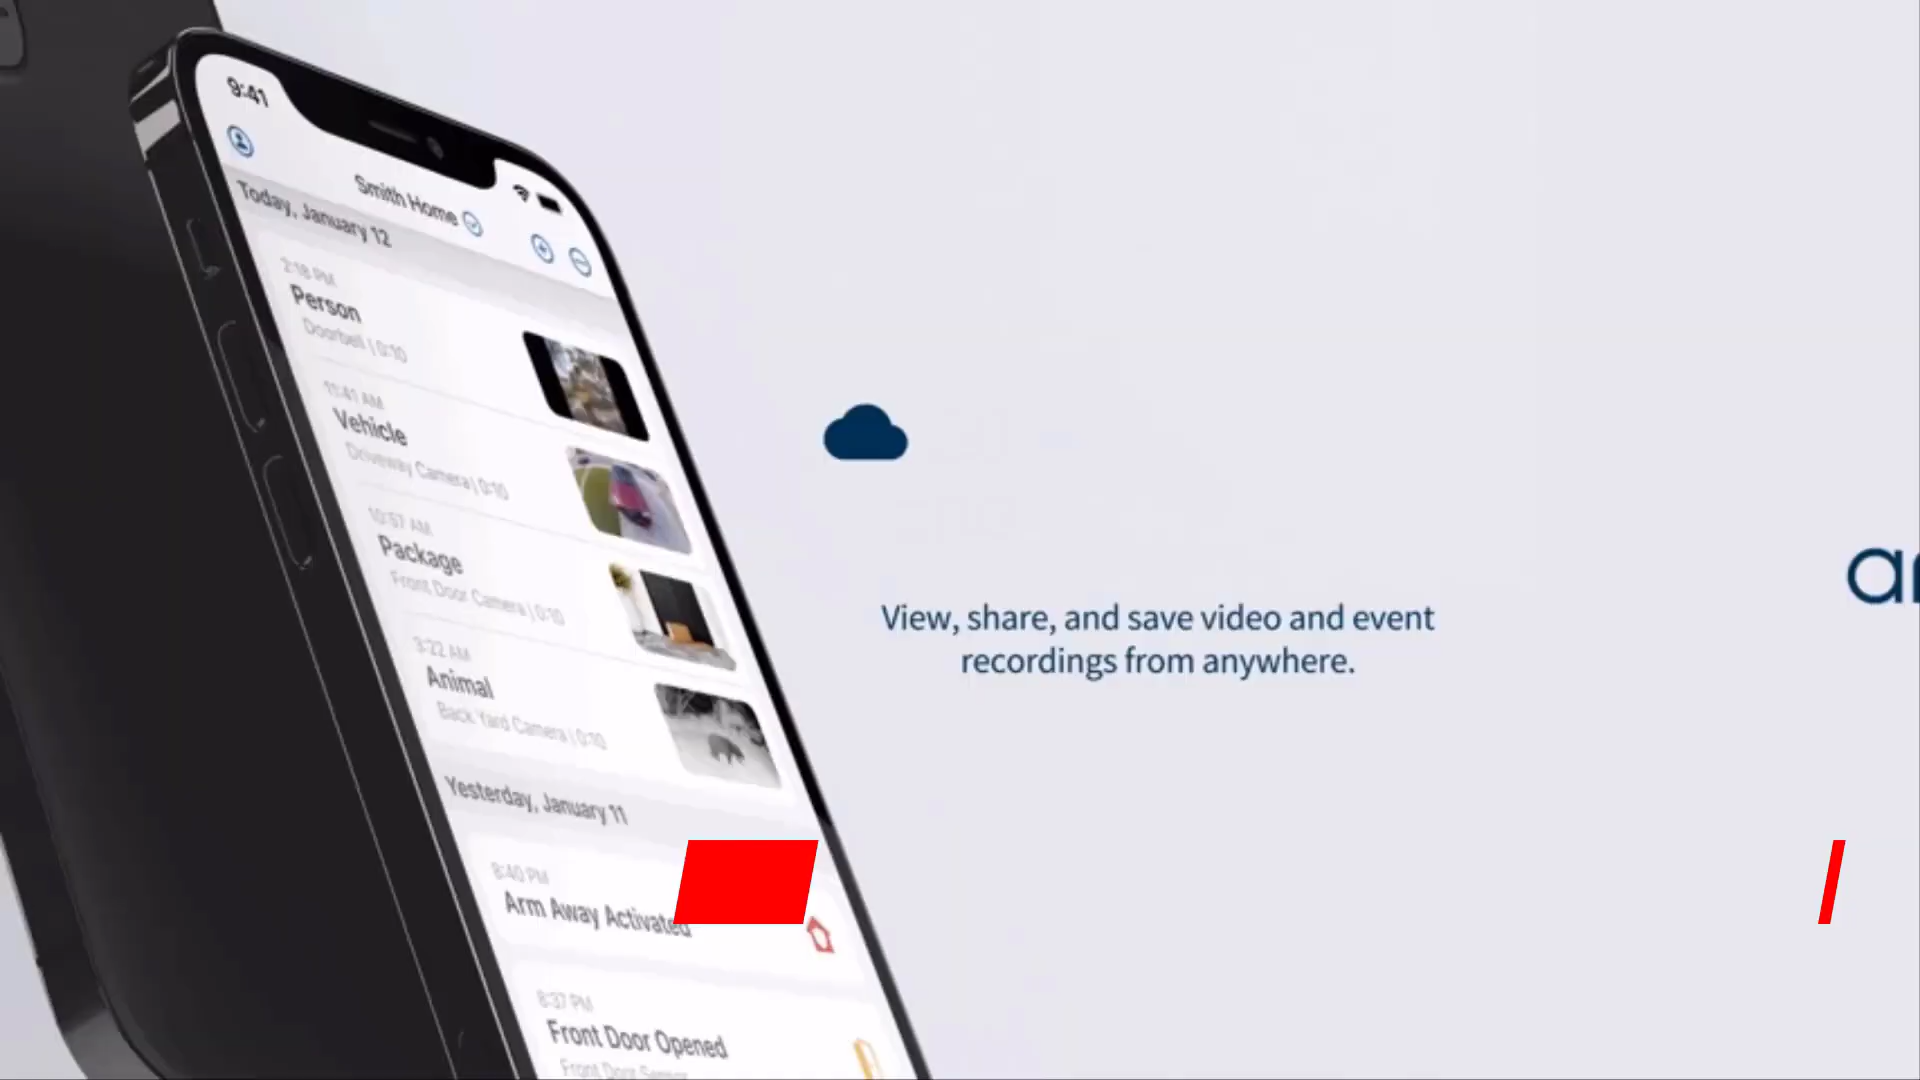 9:41
Smith Home
Today, January 12
2:18 PM
Person
Doorbell | 0:10
11:41 AM
Vehicle
Driveway Camera | 0:10
10:57 AM
Package
Front Door Camera | 0:10
3:22 AM
Animal
Back Yard Camera | 0:10
Yesterday, January 11
8:40 PM
Arm Away Activated
8:37 PM
Front Door Opened
Front Door Sensor
View, share, and save video and event
recordings from anywhere.